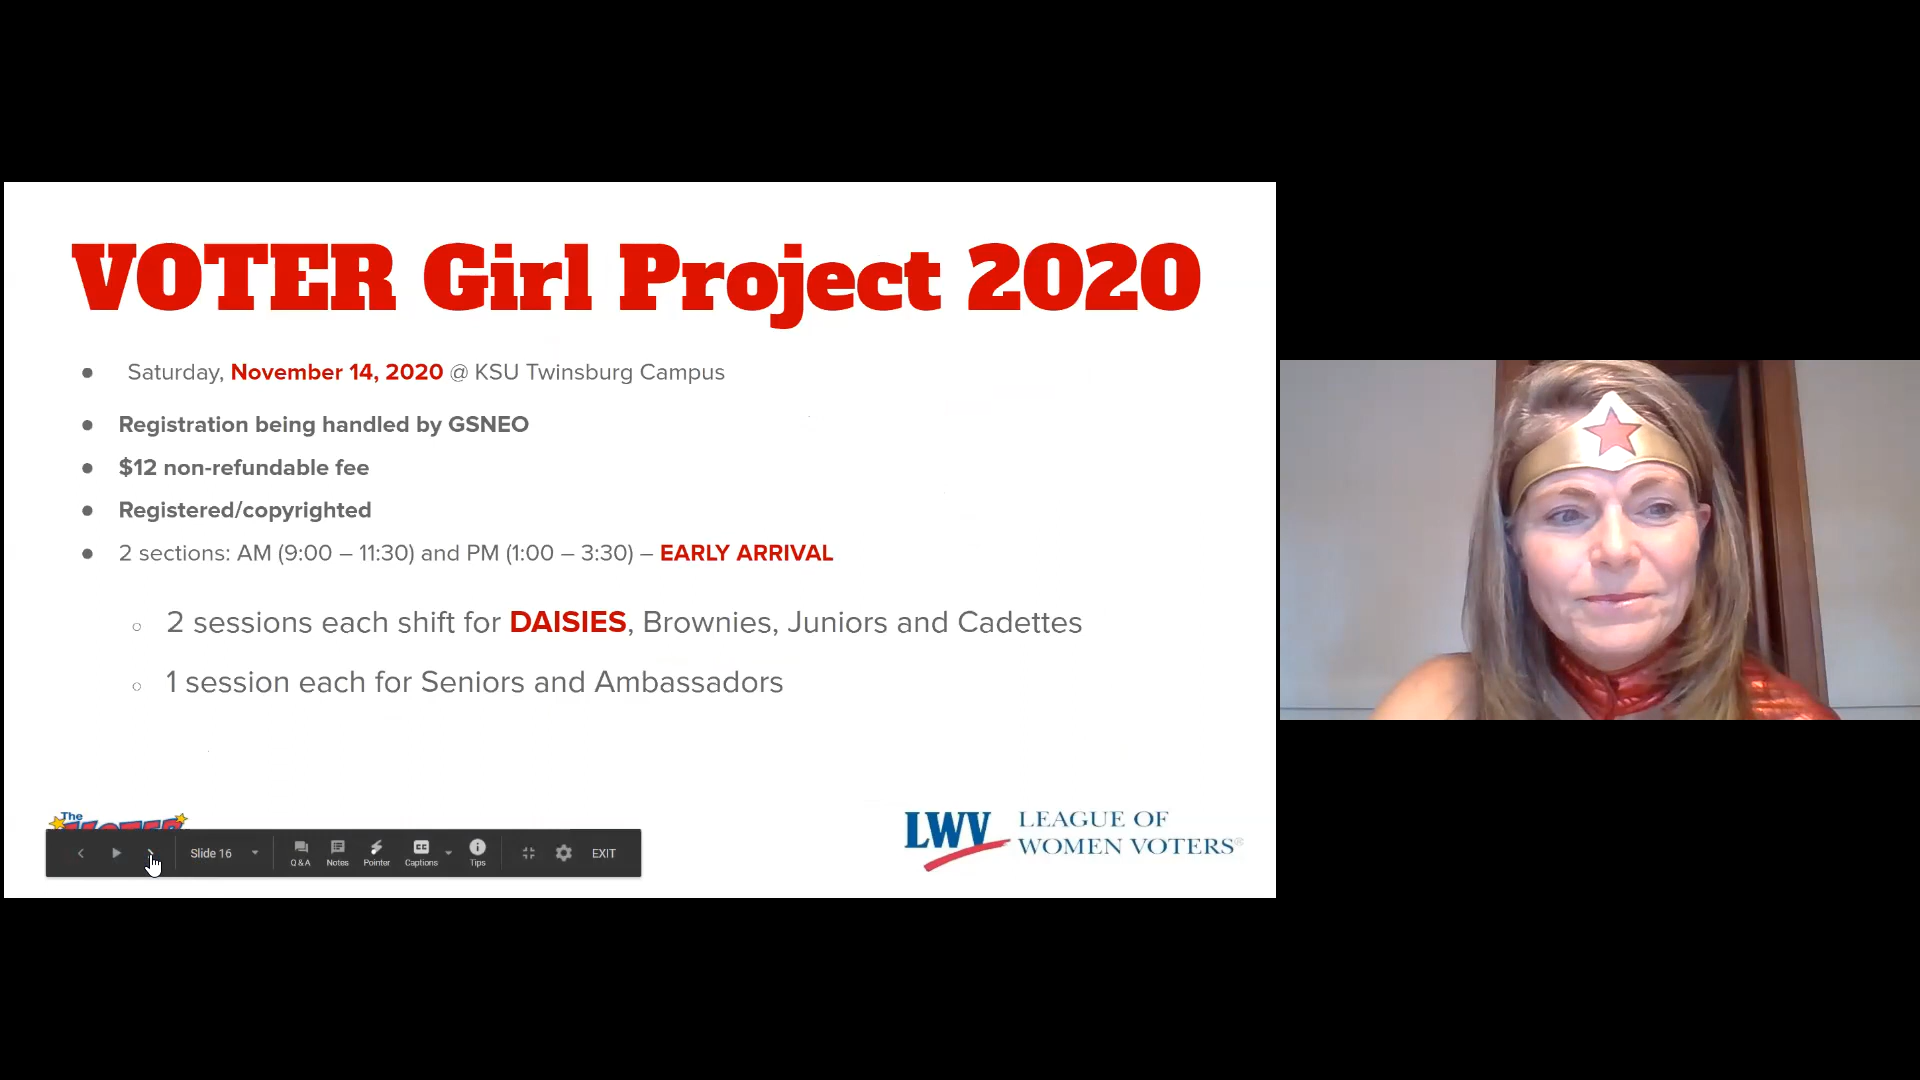 VOTER Girl Project 2020
● Saturday, November 14, 2020 @ KSU Twinsburg Campus
● Registration being handled by GSNEO
● $12 non-refundable fee
● Registered/copyrighted
● 2 sections: AM (9:00 – 11:30) and PM (1:00 – 3:30) – EARLY ARRIVAL
○ 2 sessions each shift for DAISIES, Brownies, Juniors and Cadettes
○ 1 session each for Seniors and Ambassadors
The
VOTER
Slide 16
Q & A
Notes
Pointer
CC
Captions
Tips
EXIT
LWV
LEAGUE OF
WOMEN VOTERS®